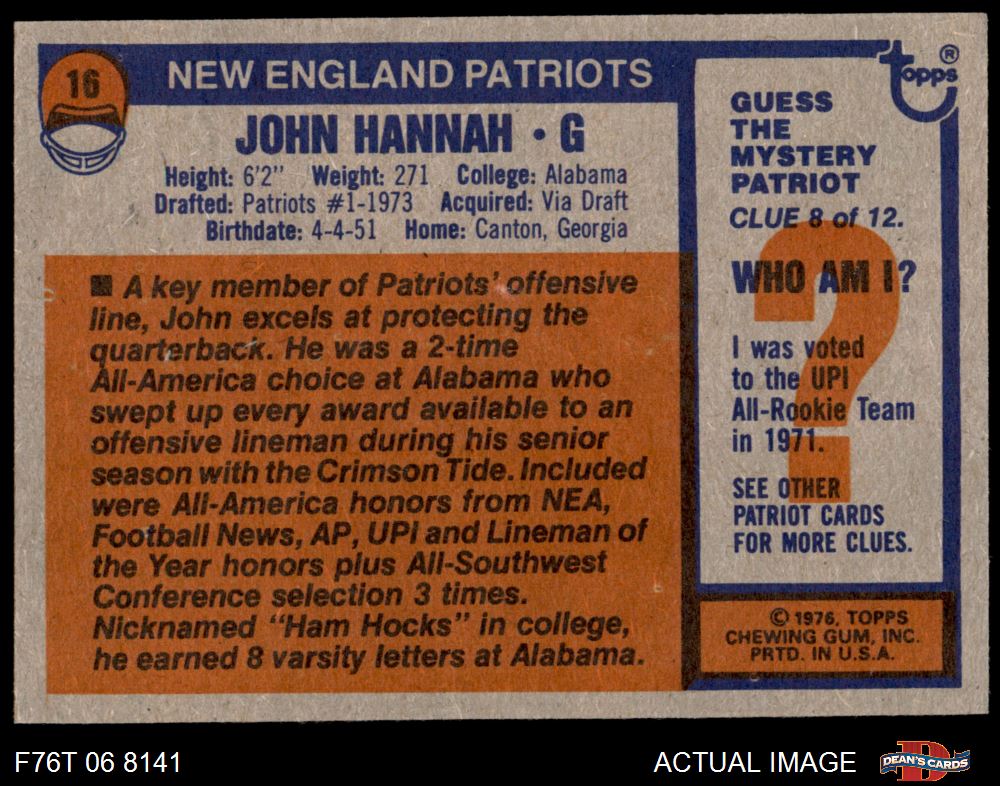 16
NEW ENGLAND PATRIOTS
JOHN HANNAH • G
Height: 6'2" Weight: 271 College: Alabama
Drafted: Patriots #1-1973 Acquired: Via Draft
Birthdate: 4-4-51 Home: Canton, Georgia
■ A key member of Patriots' offensive
line, John excels at protecting the
quarterback. He was a 2-time
All-America choice at Alabama who
swept up every award available to an
offensive lineman during his senior
season with the Crimson Tide. Included
were All-America honors from NEA,
Football News, AP, UPI and Lineman of
the Year honors plus All-Southwest
Conference selection 3 times.
Nicknamed "Ham Hocks" in college,
he earned 8 varsity letters at Alabama.
topps ®
GUESS
THE
MYSTERY
PATRIOT
CLUE 8 of 12.
WHO AM I?
?
I was voted
to the UPI
All-Rookie Team
in 1971.
SEE OTHER
PATRIOT CARDS
FOR MORE CLUES.
© 1976, TOPPS
CHEWING GUM, INC.
PRTD. IN U.S.A.
F76T 06 8141
ACTUAL IMAGE
D
DEAN'S CARDS